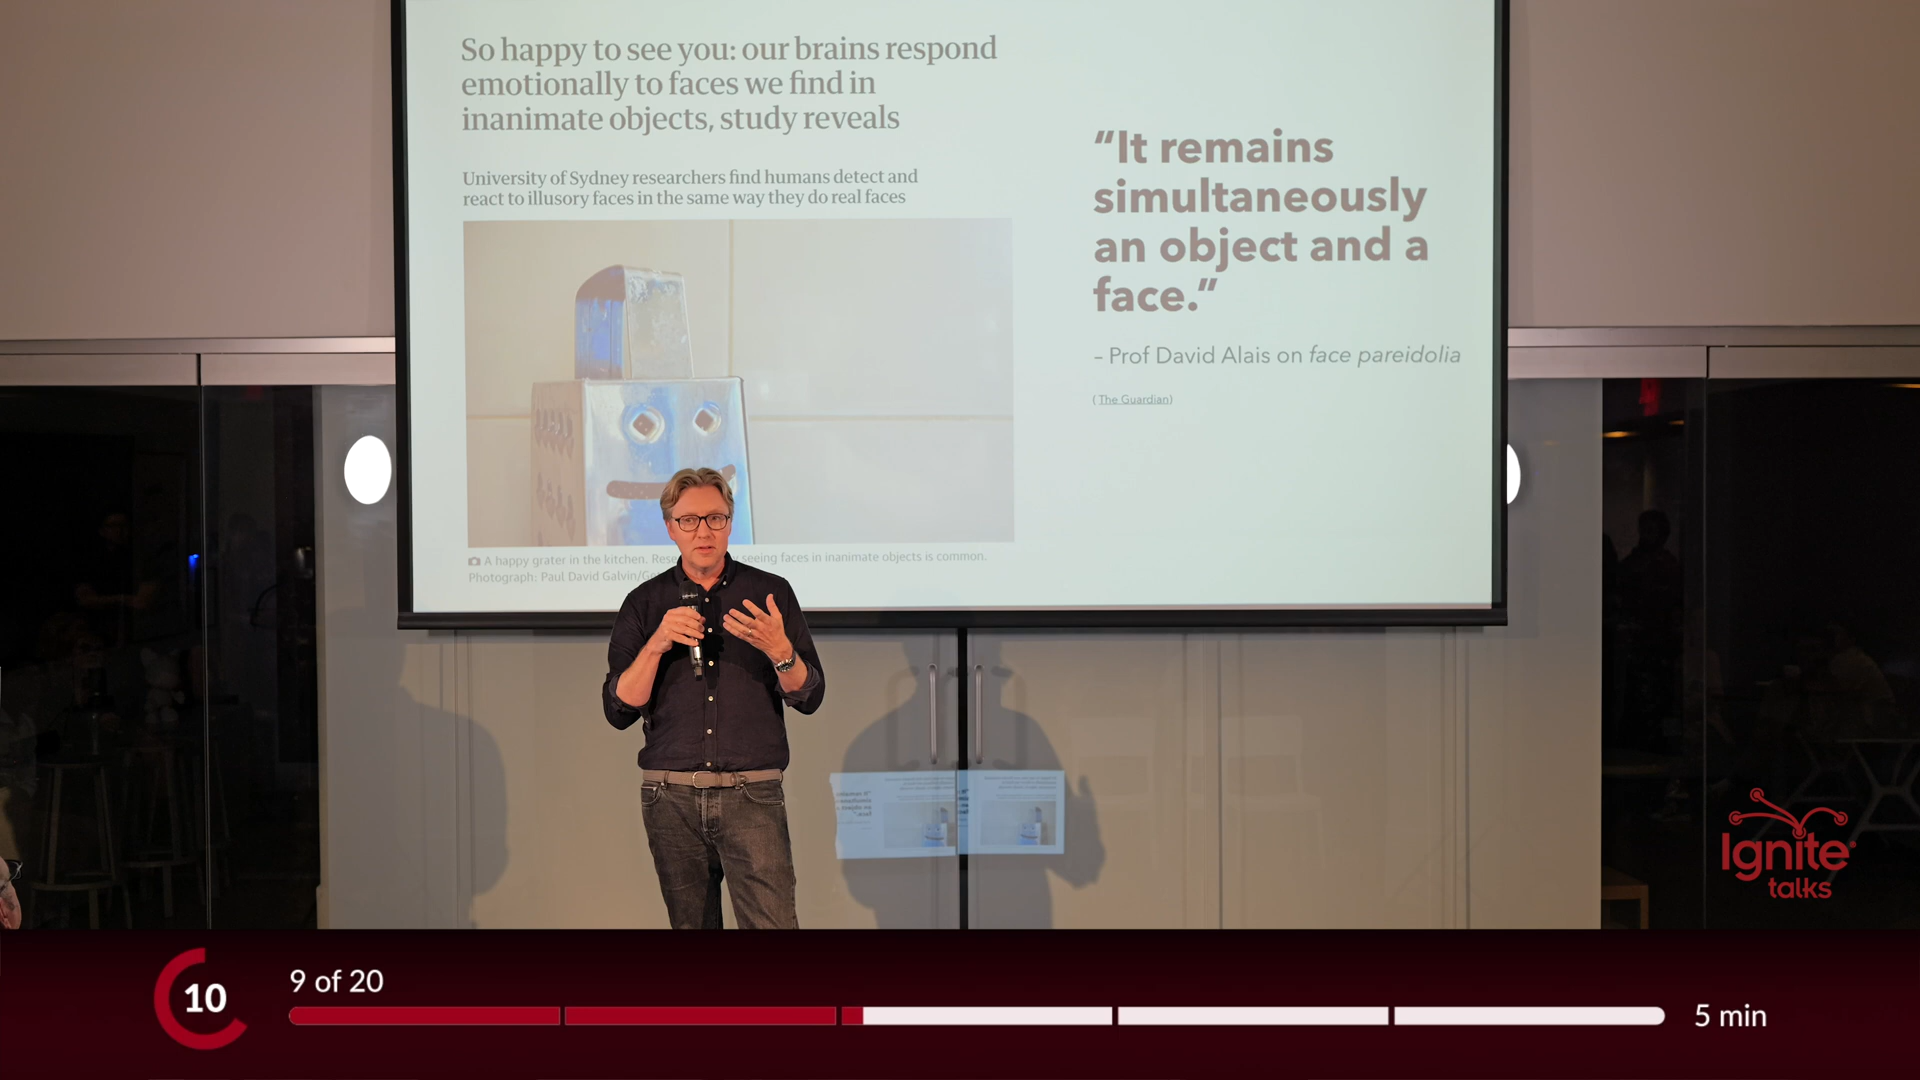 So happy to see you: our brains respond
emotionally to faces we find in
inanimate objects, study reveals
University of Sydney researchers find humans detect and
react to illusory faces in the same way they do real faces
A happy grater in the kitchen. seeing faces in inanimate objects is common.
Photograph: Paul David Galvin/
“It remains
simultaneously
an object and a
face.”
– Prof David Alais on face pareidolia
( The Guardian)
Ignite
talks
10
9 of 20
5 min